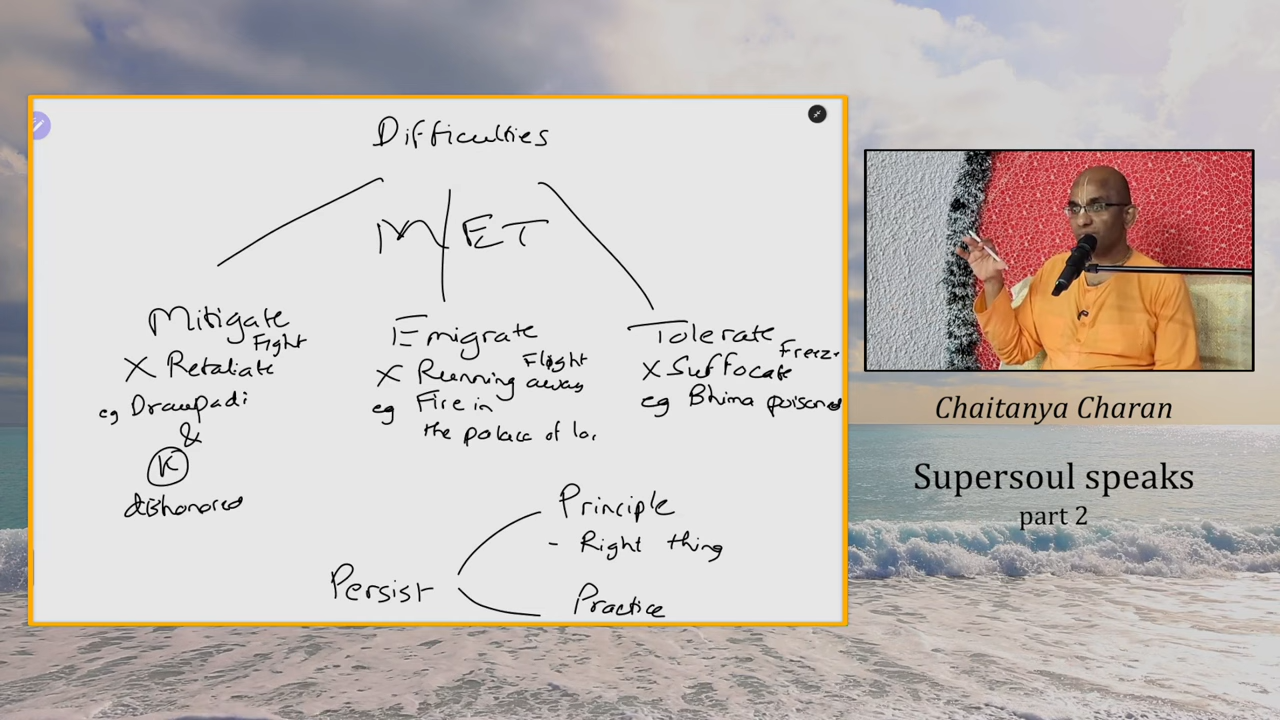 Difficulties
M ET
Mitigate
Fight
X Retaliate
eg Draupadi
&
K
dishonored
Emigrate
Flight
X Running away
eg Fire in
the palace of
Tolerate
X Suffocate
eg Bhima poisoned
Persist
Principle
- Right thing
Practice
Chaitanya Charan
Supersoul speaks
part 2